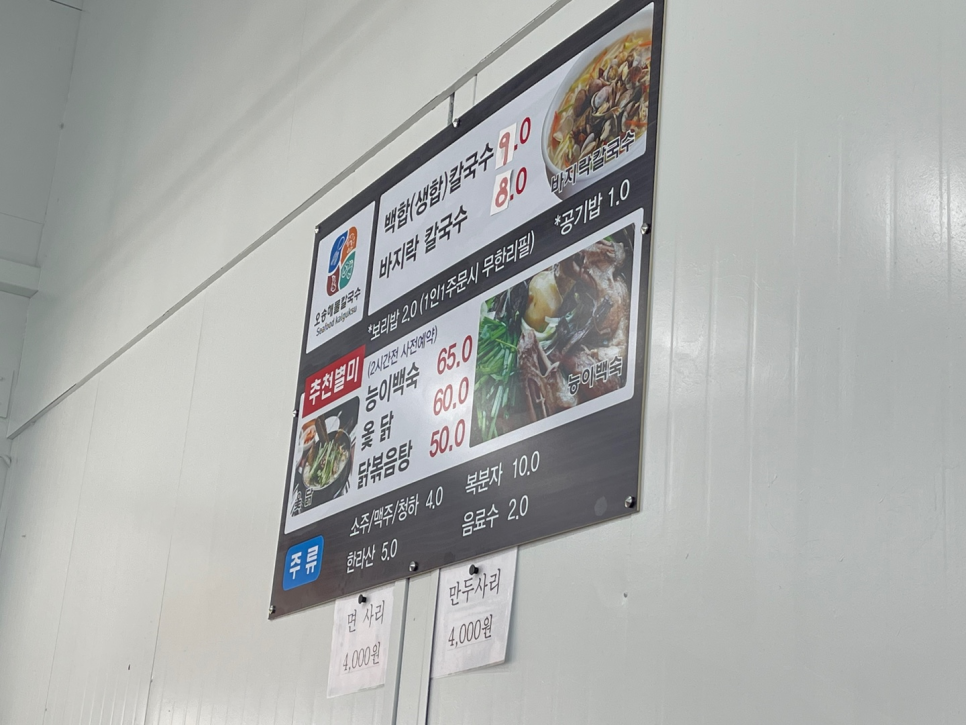 오송해물칼국수
Seafood kalguksu
백합(생합)칼국수 9.0
바지락 칼국수 8.0
바지락칼국수
*보리밥 2.0 (1인1주문시 무한리필) *공기밥 1.0
추천별미
(2시간전 사전예약)
능이백숙 65.0
옻 닭 60.0
닭볶음탕 50.0
능이백숙
주 류
소주/맥주/청하 4.0 복분자 10.0
한라산 5.0 음료수 2.0
면 사리
4,000원
만두사리
4,000원